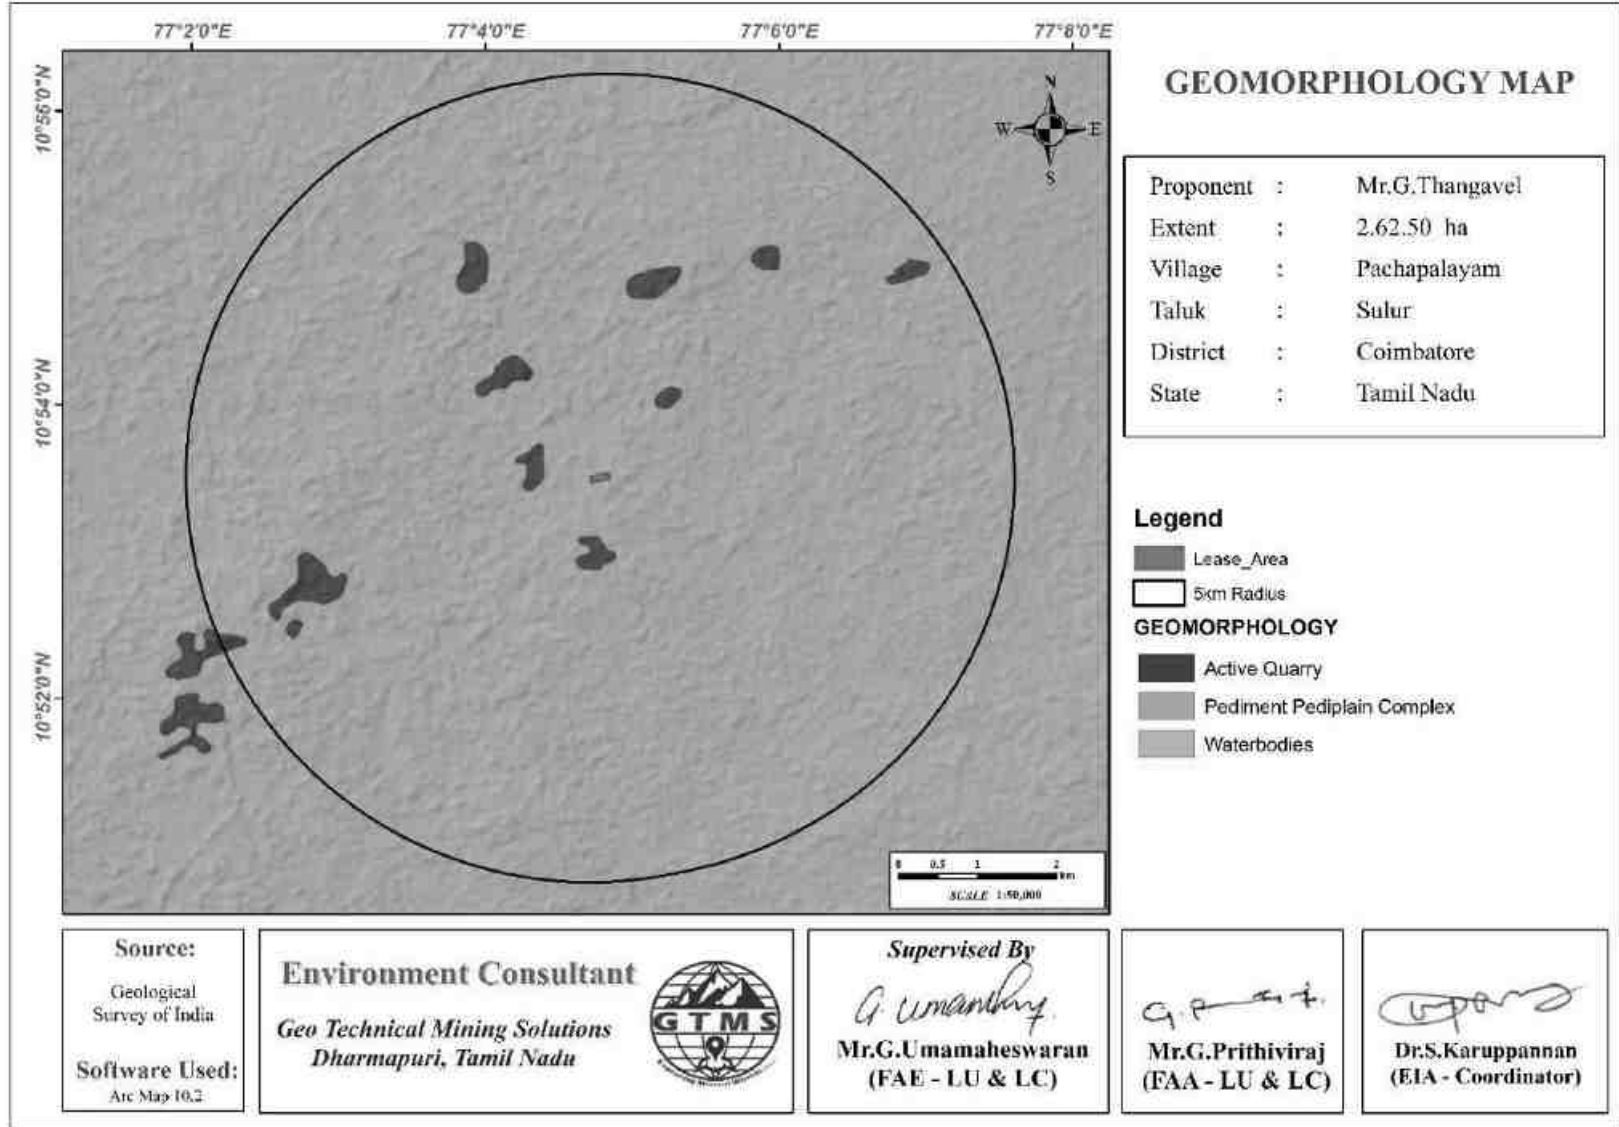 77°2'0"E 77°4'0"E 77°6'0"E 77°8'0"E
10°56'0"N
10°54'0"N
10°52'0"N
N
W E
S
GEOMORPHOLOGY MAP
Proponent : Mr.G.Thangavel
Extent : 2.62.50 ha
Village : Pachapalayam
Taluk : Sulur
District : Coimbatore
State : Tamil Nadu
Legend
Lease_Area
5km Radius
GEOMORPHOLOGY
Active Quarry
Pediment Pediplain Complex
Waterbodies
0 0.5 1 2
km
SCALE 1:50,000
Source:
Geological
Survey of India
Software Used:
Arc Map 10.2
Environment Consultant
Geo Technical Mining Solutions
Dharmapuri, Tamil Nadu
GTMS
Supervised By
Mr.G.Umamaheswaran
(FAE - LU & LC)
Mr.G.Prithiviraj
(FAA - LU & LC)
Dr.S.Karuppannan
(EIA - Coordinator)